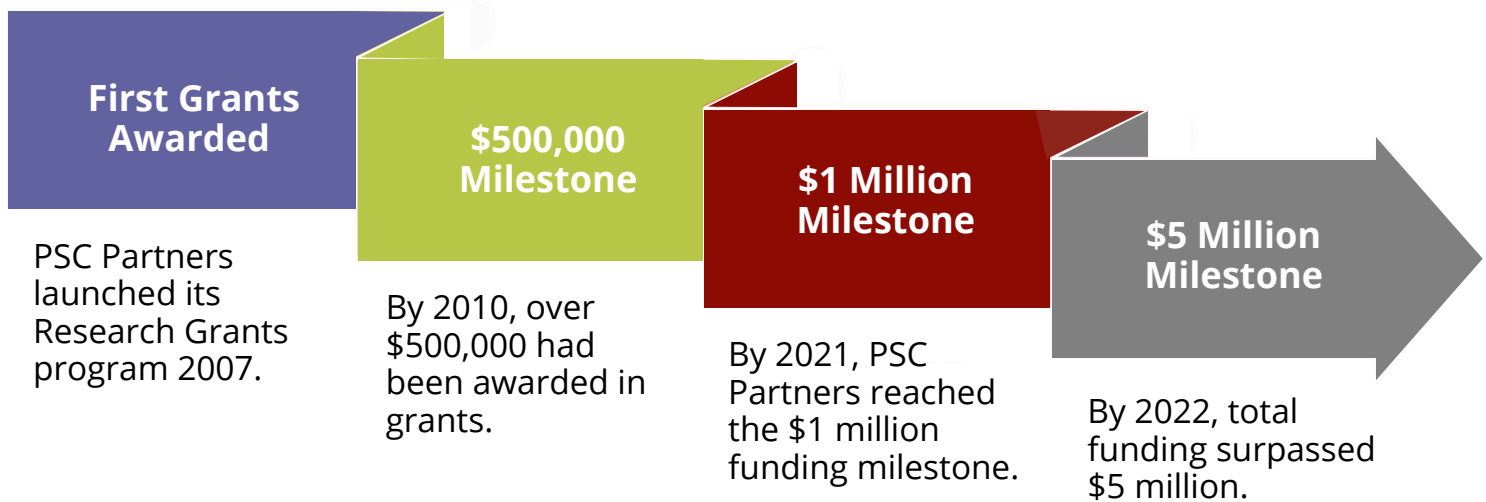 First Grants
Awarded
PSC Partners
launched its
Research Grants
program 2007.
$500,000
Milestone
By 2010, over
$500,000 had
been awarded in
grants.
$1 Million
Milestone
By 2021, PSC
Partners reached
the $1 million
funding milestone.
$5 Million
Milestone
By 2022, total
funding surpassed
$5 million.